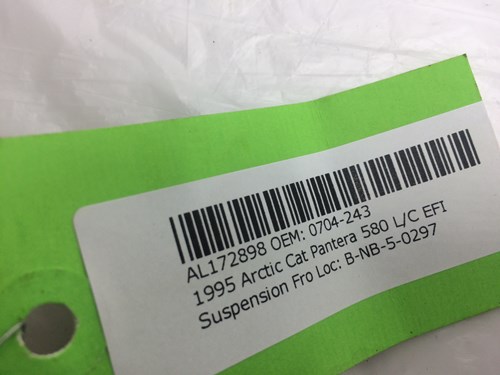 AL172898 OEM: 0704-243
1995 Arctic Cat Pantera 580 L/C EFI
Suspension Fro Loc: B-NB-5-0297